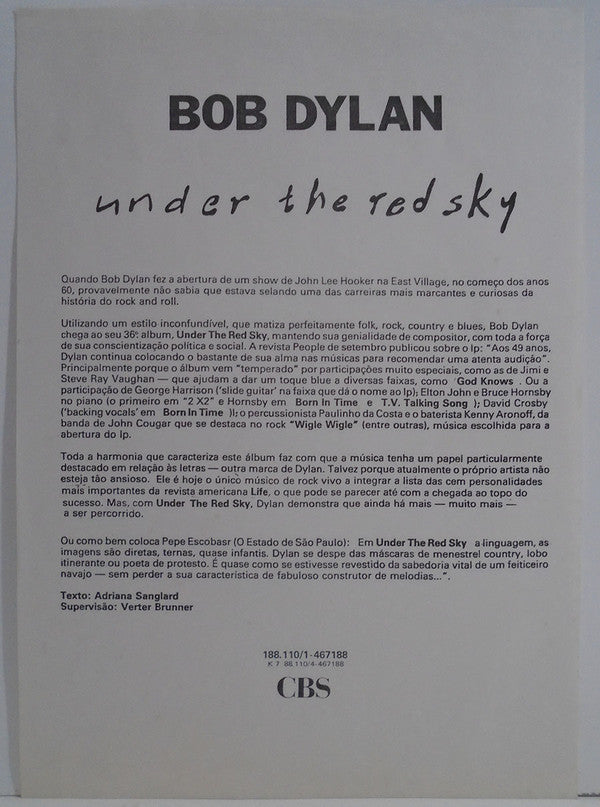 BOB DYLAN
under the red sky
Quando Bob Dylan fez a abertura de um show de John Lee Hooker na East Village, no começo dos anos
60, provavelmente não sabia que estava selando uma das carreiras mais marcantes e curiosas da
história do rock and roll.
Utilizando um estilo inconfundível, que matiza perfeitamente folk, rock, country e blues, Bob Dylan
chega ao seu 36º album, Under The Red Sky, mantendo sua genialidade de compositor, com toda a força
de sua conscientização política e social. A revista People de setembro publicou sobre o lp: "Aos 49 anos,
Dylan continua colocando o bastante de sua alma nas músicas para recomendar uma atenta audição".
Principalmente porque o álbum vem "temperado" por participações muito especiais, como as de Jimi e
Steve Ray Vaughan — que ajudam a dar um toque blue a diversas faixas, como 'God Knows . Ou a
participação de George Harrison ('slide guitar' na faixa que dá o nome ao lp); Elton John e Bruce Hornsby
no piano (o primeiro em "2 X2" e Hornsby em Born In Time e T.V. Talking Song ); David Crosby
('backing vocals' em Born In Time )); o percussionista Paulinho da Costa e o baterista Kenny Aronoff, da
banda de John Cougar que se destaca no rock "Wigle Wigle" (entre outras), música escolhida para a
abertura do lp.
Toda a harmonia que caracteriza este álbum faz com que a música tenha um papel particularmente
destacado em relação às letras — outra marca de Dylan. Talvez porque atualmente o próprio artista não
esteja tão ansioso. Ele é hoje o único músico de rock vivo a integrar a lista das cem personalidades
mais importantes da revista americana Life, o que pode se parecer até com a chegada ao topo do
sucesso. Mas, com Under The Red Sky, Dylan demonstra que ainda há mais — muito mais —
a ser percorrido.
Ou como bem coloca Pepe Escobasr (O Estado de São Paulo): Em Under The Red Sky a linguagem, as
imagens são diretas, ternas, quase infantis. Dylan se despe das máscaras de menestrel country, lobo
itinerante ou poeta de protesto. É quase como se estivesse revestido da sabedoria vital de um feiticeiro
navajo — sem perder a sua característica de fabuloso construtor de melodias...".
Texto: Adriana Sanglard
Supervisão: Verter Brunner
188.110/1-467188
K 7 88.110/4-467188
CBS